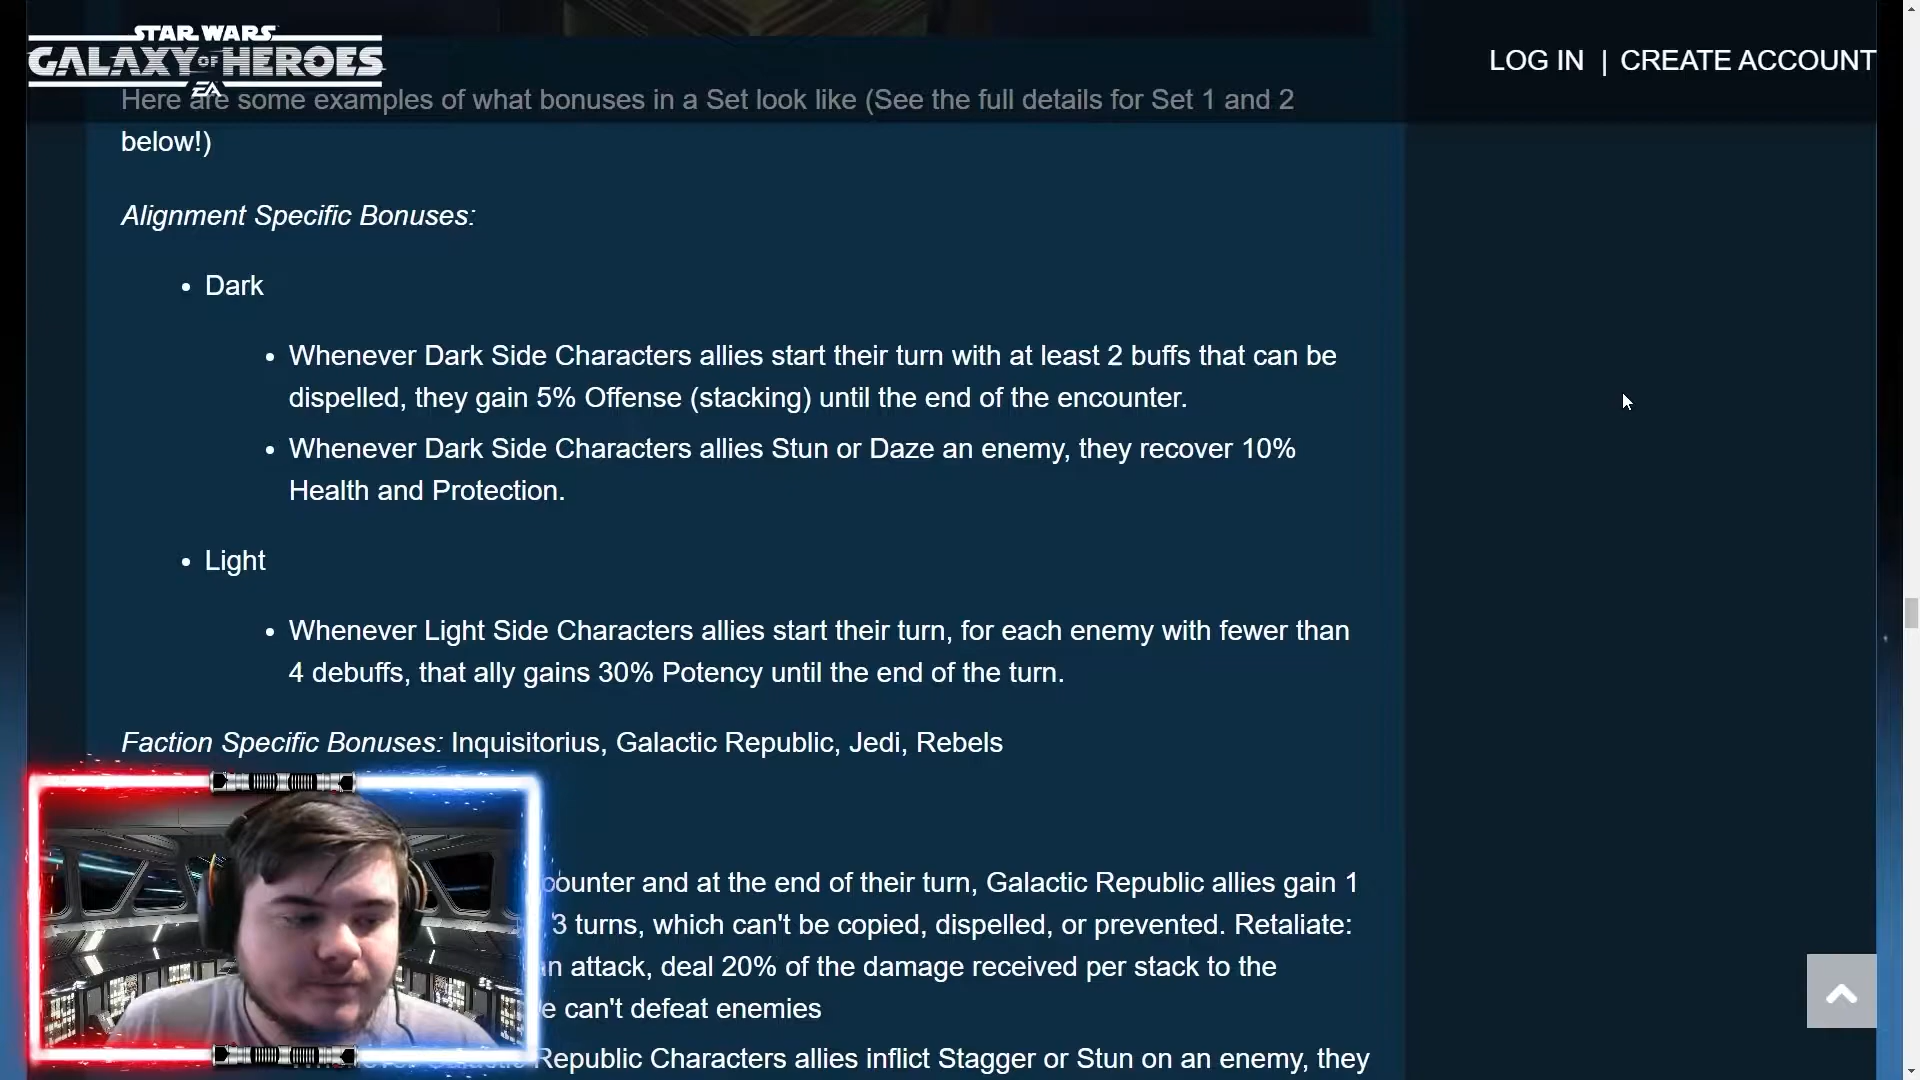 STAR WARS
GALAXY OF HEROES
EA
LOG IN | CREATE ACCOUNT
Here are some examples of what bonuses in a Set look like (See the full details for Set 1 and 2
below!)
Alignment Specific Bonuses:
• Dark
• Whenever Dark Side Characters allies start their turn with at least 2 buffs that can be
dispelled, they gain 5% Offense (stacking) until the end of the encounter.
• Whenever Dark Side Characters allies Stun or Daze an enemy, they recover 10%
Health and Protection.
• Light
• Whenever Light Side Characters allies start their turn, for each enemy with fewer than
4 debuffs, that ally gains 30% Potency until the end of the turn.
Faction Specific Bonuses: Inquisitorius, Galactic Republic, Jedi, Rebels
and at the end of their turn, Galactic Republic allies gain 1
3 turns, which can't be copied, dispelled, or prevented. Retaliate:
attack, deal 20% of the damage received per stack to the
can't defeat enemies
Republic Characters allies inflict Stagger or Stun on an enemy, they